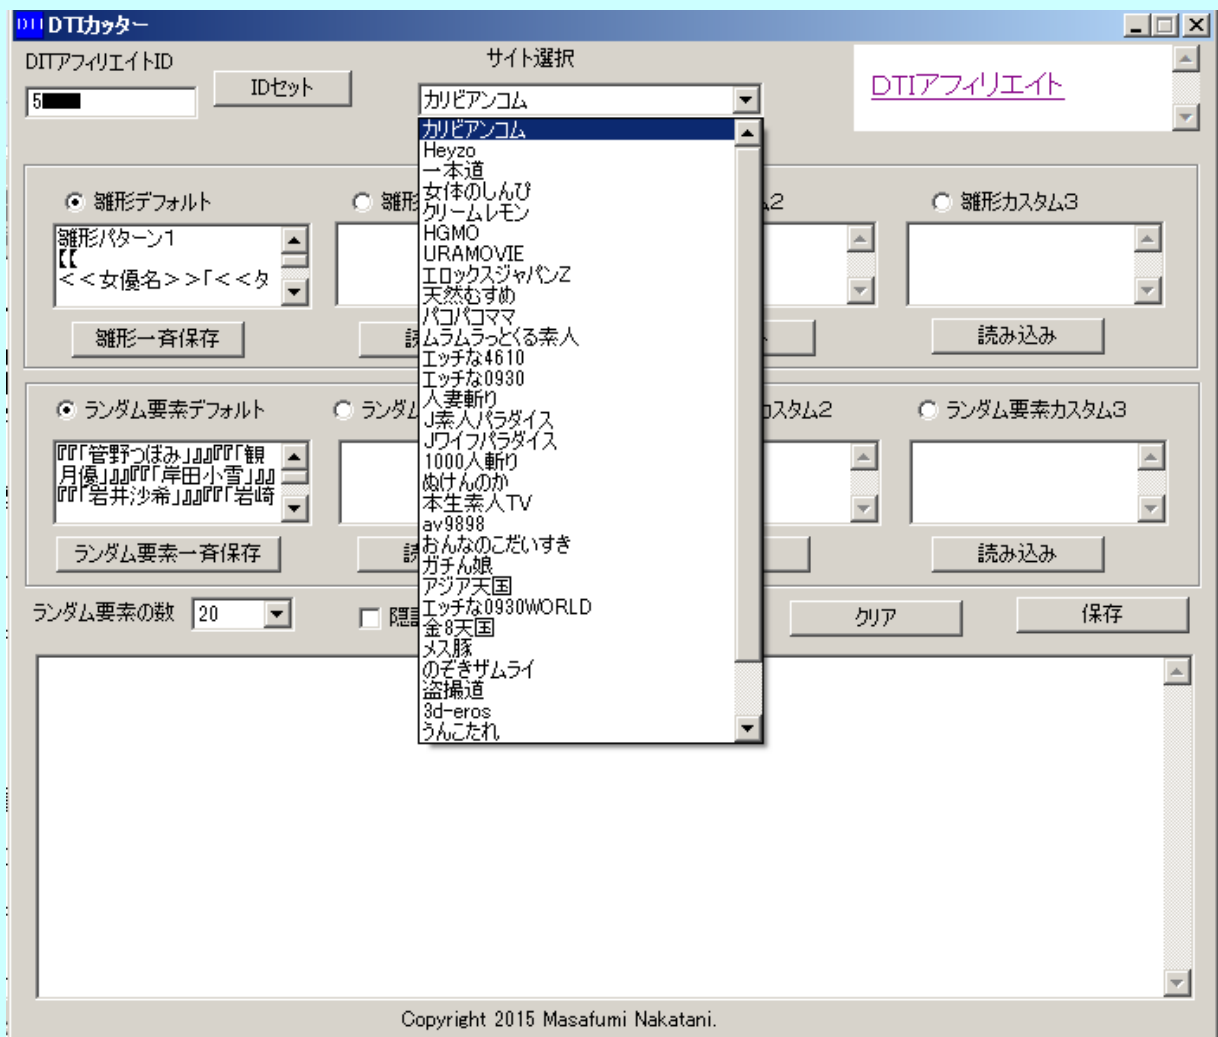 DTI DTIカッター
DTIアフィリエイトID
サイト選択
5
IDセット
カリビアンコム
DTIアフィリエイト
カリビアンコム
Heyzo
一本道
女体のしんぴ
クリームレモン
HGMO
URAMOVIE
エロックスジャパンZ
天然むすめ
パコパコママ
ムラムラっとくる素人
エッチな4610
エッチな0930
人妻斬り
J素人パラダイス
Jワイフパラダイス
1000人斬り
ぬけんのか
本生素人TV
av9898
おんなのこだいすき
ガチん娘
アジア天国
エッチな0930WORLD
金8天国
メス豚
のぞきザムライ
盗撮道
3d-eros
うんこたれ
雛形デフォルト
雛形
2
雛形カスタム3
雛形パターン1
【【
<<女優名>>「<<タ
雛形一斉保存
読み込み
ランダム要素デフォルト
ランダム
カスタム2
ランダム要素カスタム3
『『「管野つぼみ」』』『『「観
月優」』』『『「岸田小雪」』』
『『「岩井沙希」』』『『「岩崎
ランダム要素一斉保存
読み込み
ランダム要素の数
20
クリア
保存
Copyright 2015 Masafumi Nakatani.